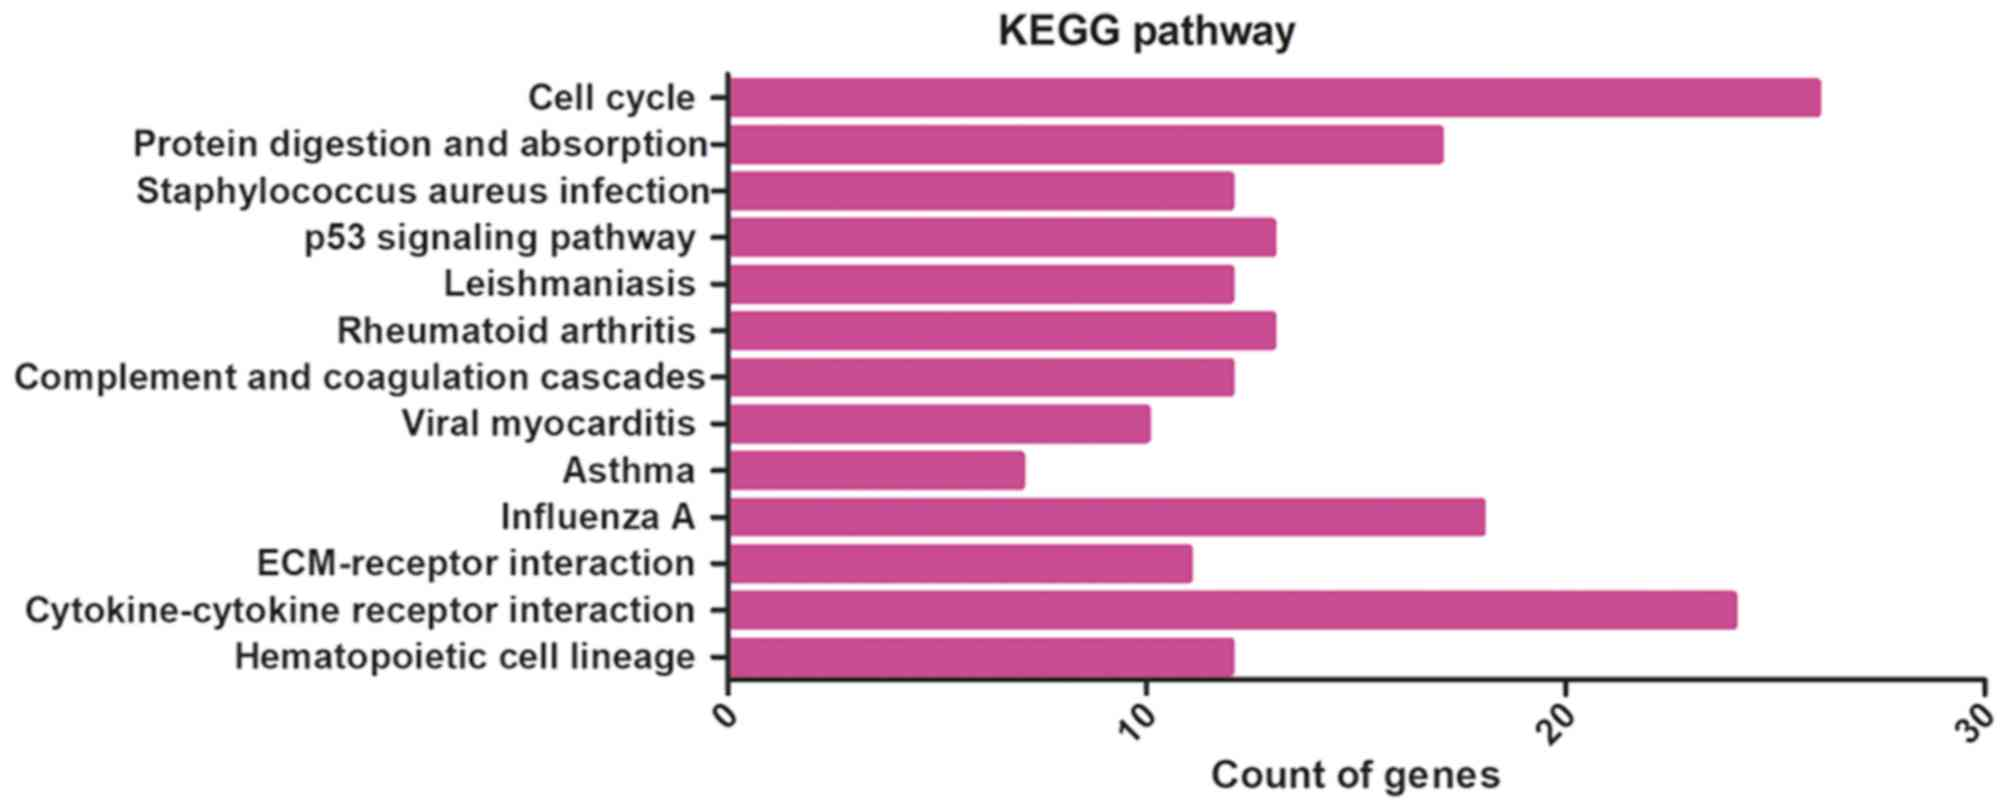 KEGG pathway
Cell cycle
Protein digestion and absorption
Staphylococcus aureus infection
p53 signaling pathway
Leishmaniasis
Rheumatoid arthritis
Complement and coagulation cascades
Viral myocarditis
Asthma
Influenza A
ECM-receptor interaction
Cytokine-cytokine receptor interaction
Hematopoietic cell lineage
0 10 20 30
Count of genes